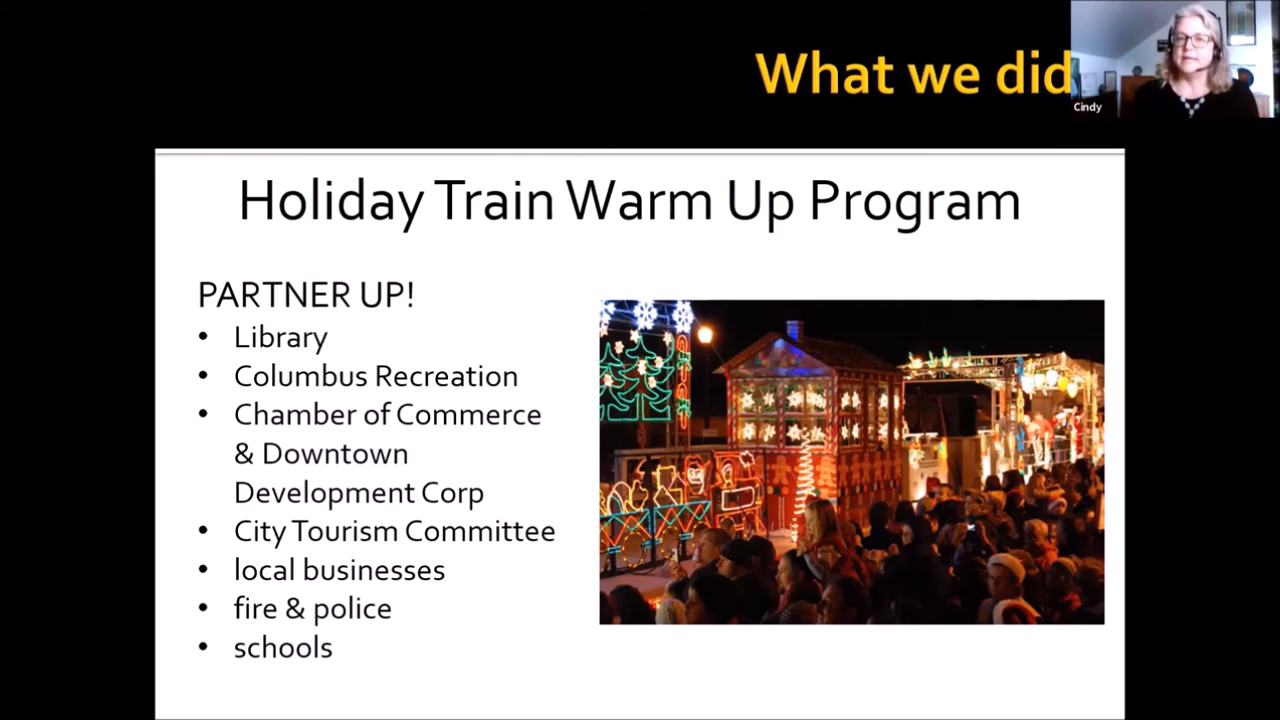 What we did
Cindy
Holiday Train Warm Up Program
PARTNER UP!
• Library
• Columbus Recreation
• Chamber of Commerce
& Downtown
Development Corp
• City Tourism Committee
• local businesses
• fire & police
• schools